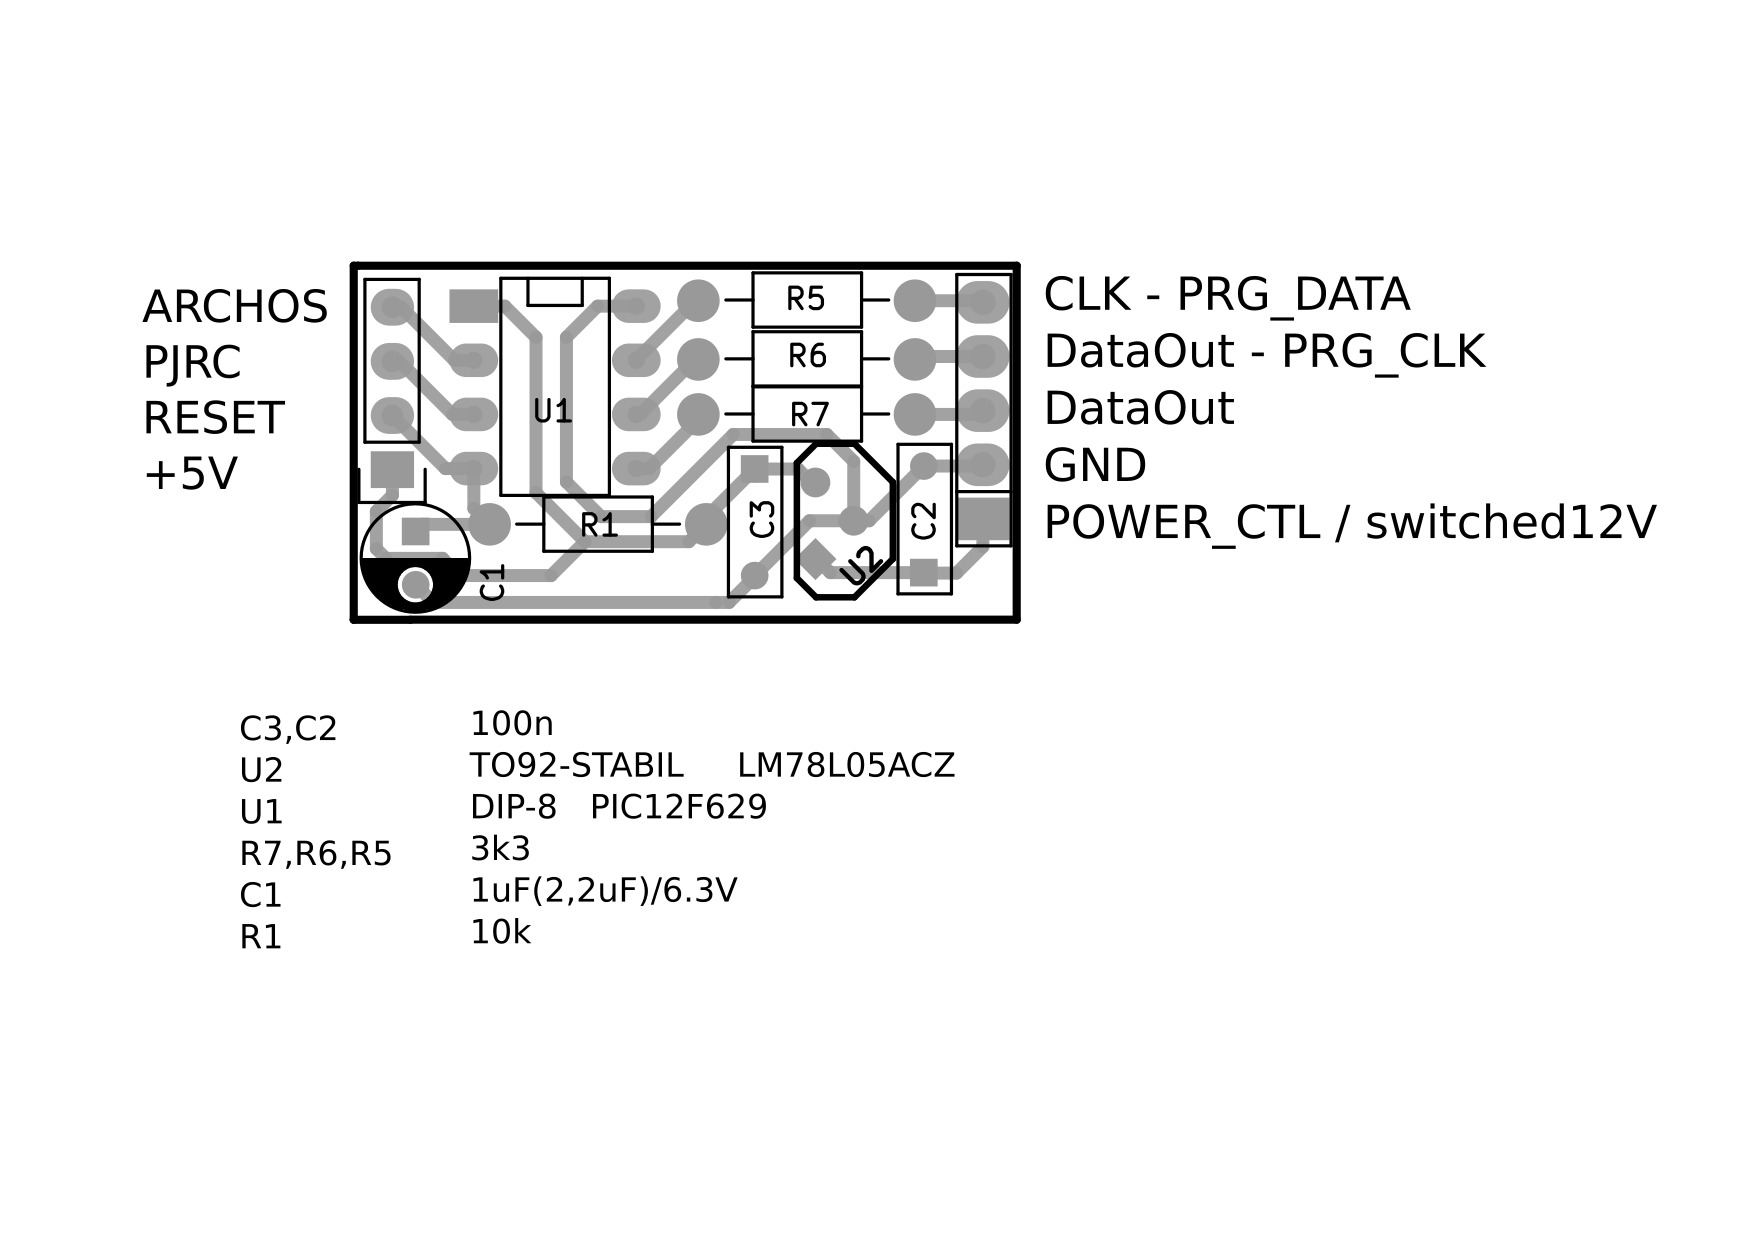 ARCHOS
PJRC
RESET
+5V
R5
R6
R7
U1
R1
C3
U2
C2
C1
CLK - PRG_DATA
DataOut - PRG_CLK
DataOut
GND
POWER_CTL / switched12V
C3,C2 100n
U2 TO92-STABIL LM78L05ACZ
U1 DIP-8 PIC12F629
R7,R6,R5 3k3
C1 1uF(2,2uF)/6.3V
R1 10k